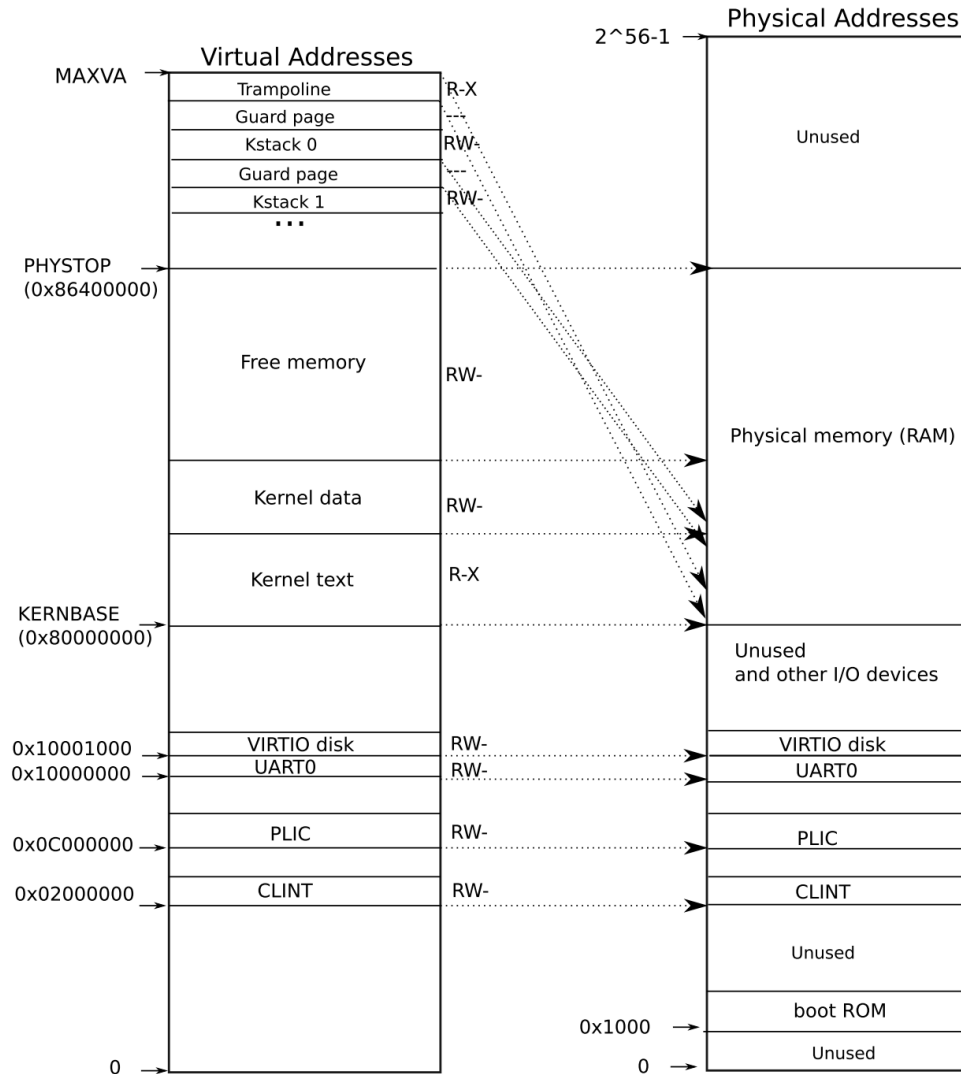 Physical Addresses
2^56-1
Virtual Addresses
MAXVA
Trampoline
R-X
Guard page
---
Unused
Kstack 0
RW-
Guard page
---
Kstack 1
RW-
...
PHYSTOP
(0x86400000)
Free memory
RW-
Physical memory (RAM)
Kernel data
RW-
Kernel text
R-X
KERNBASE
(0x80000000)
Unused
and other I/O devices
0x10001000
VIRTIO disk
RW-
VIRTIO disk
0x10000000
UART0
RW-
UART0
0x0C000000
PLIC
RW-
PLIC
0x02000000
CLINT
RW-
CLINT
Unused
boot ROM
0x1000
Unused
0
0